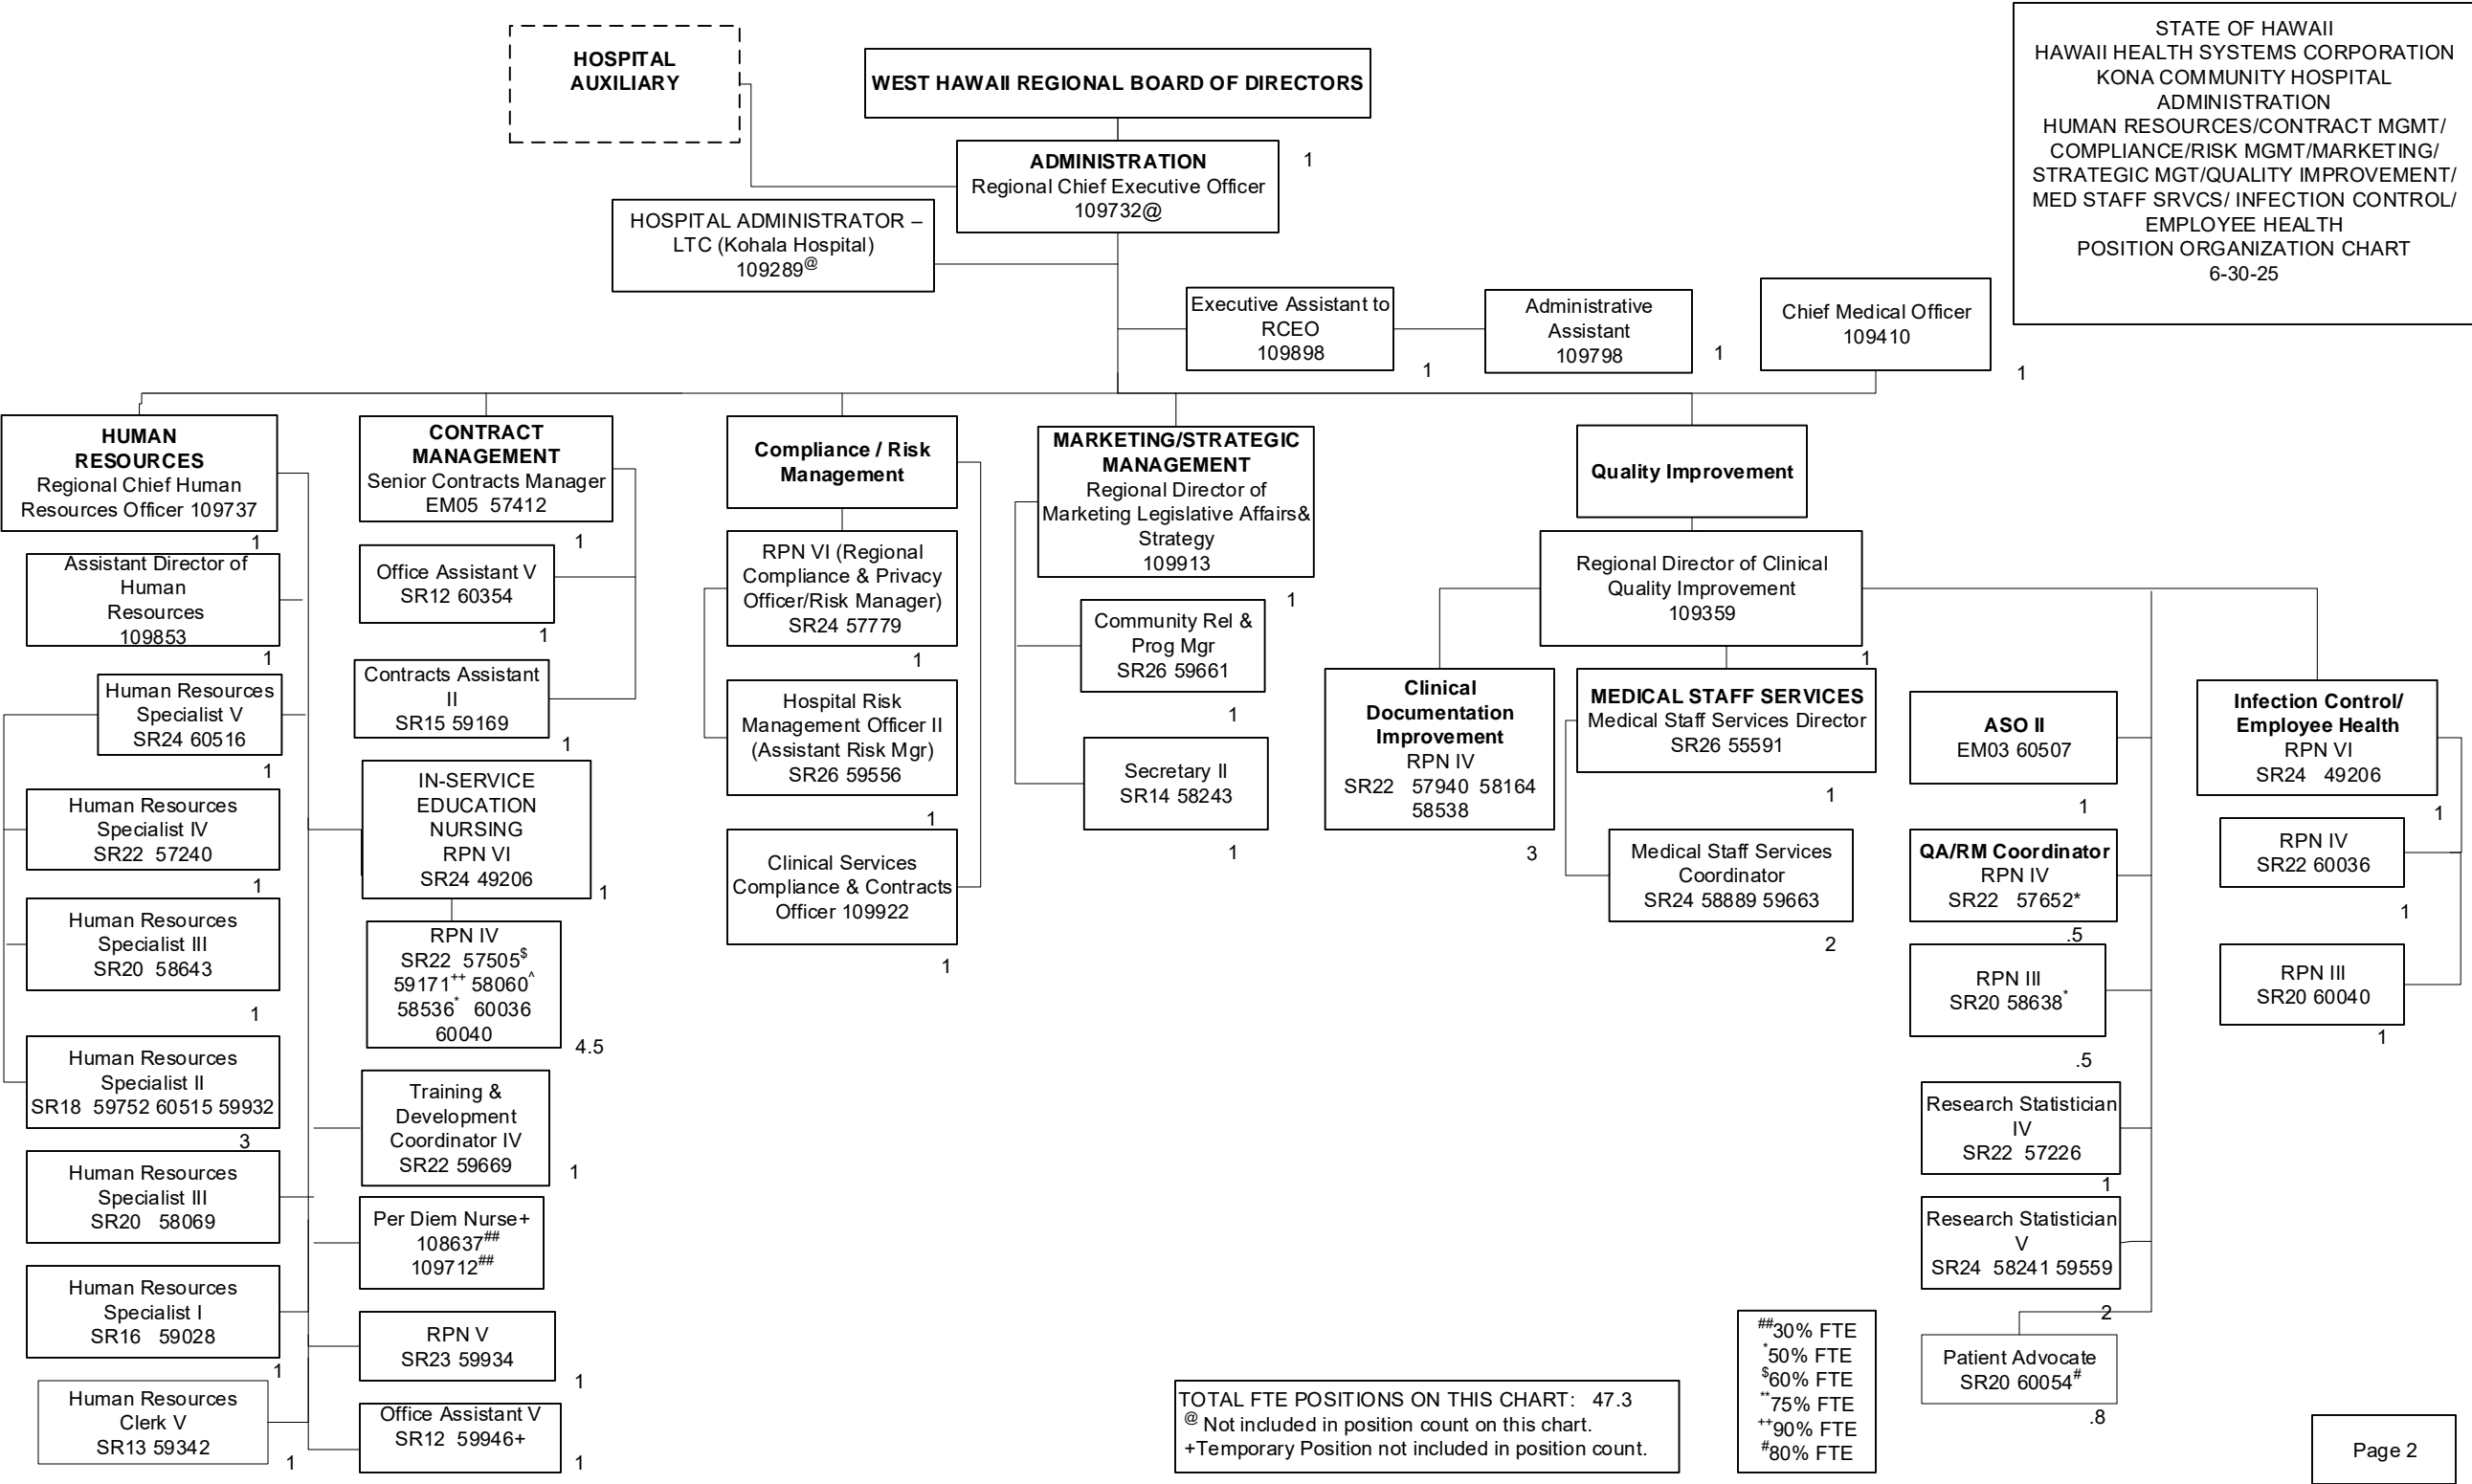 HOSPITAL
AUXILIARY
WEST HAWAII REGIONAL BOARD OF DIRECTORS
STATE OF HAWAII
HAWAII HEALTH SYSTEMS CORPORATION
KONA COMMUNITY HOSPITAL
ADMINISTRATION
HUMAN RESOURCES/CONTRACT MGMT/
COMPLIANCE/RISK MGMT/MARKETING/
STRATEGIC MGT/QUALITY IMPROVEMENT/
MED STAFF SRVCS/ INFECTION CONTROL/
EMPLOYEE HEALTH
POSITION ORGANIZATION CHART
6-30-25
ADMINISTRATION
Regional Chief Executive Officer
109732@
1
HOSPITAL ADMINISTRATOR –
LTC (Kohala Hospital)
109289@
Executive Assistant to
RCEO
109898
1
Administrative
Assistant
109798
1
Chief Medical Officer
109410
1
HUMAN
RESOURCES
Regional Chief Human
Resources Officer 109737
1
Assistant Director of
Human
Resources
109853
1
Human Resources
Specialist V
SR24 60516
1
Human Resources
Specialist IV
SR22 57240
1
Human Resources
Specialist III
SR20 58643
1
Human Resources
Specialist II
SR18 59752 60515 59932
3
Human Resources
Specialist III
SR20 58069
Human Resources
Specialist I
SR16 59028
1
Human Resources
Clerk V
SR13 59342
1
CONTRACT
MANAGEMENT
Senior Contracts Manager
EM05 57412
1
Office Assistant V
SR12 60354
1
Contracts Assistant
II
SR15 59169
1
IN-SERVICE
EDUCATION
NURSING
RPN VI
SR24 49206
1
RPN IV
SR22 57505$
59171++ 58060^
58536* 60036
60040
4.5
Training &
Development
Coordinator IV
SR22 59669
1
Per Diem Nurse+
108637##
109712##
RPN V
SR23 59934
1
Office Assistant V
SR12 59946+
1
Compliance / Risk
Management
RPN VI (Regional
Compliance & Privacy
Officer/Risk Manager)
SR24 57779
1
Hospital Risk
Management Officer II
(Assistant Risk Mgr)
SR26 59556
1
Clinical Services
Compliance & Contracts
Officer 109922
1
MARKETING/STRATEGIC
MANAGEMENT
Regional Director of
Marketing Legislative Affairs&
Strategy
109913
1
Community Rel &
Prog Mgr
SR26 59661
1
Secretary II
SR14 58243
1
Quality Improvement
Regional Director of Clinical
Quality Improvement
109359
1
Clinical
Documentation
Improvement
RPN IV
SR22 57940 58164
58538
3
MEDICAL STAFF SERVICES
Medical Staff Services Director
SR26 55591
1
Medical Staff Services
Coordinator
SR24 58889 59663
2
ASO II
EM03 60507
1
QA/RM Coordinator
RPN IV
SR22 57652*
.5
RPN III
SR20 58638*
.5
Research Statistician
IV
SR22 57226
1
Research Statistician
V
SR24 58241 59559
2
Patient Advocate
SR20 60054#
.8
Infection Control/
Employee Health
RPN VI
SR24 49206
1
RPN IV
SR22 60036
1
RPN III
SR20 60040
1
TOTAL FTE POSITIONS ON THIS CHART: 47.3
@ Not included in position count on this chart.
+Temporary Position not included in position count.
##30% FTE
*50% FTE
$60% FTE
**75% FTE
++90% FTE
#80% FTE
Page 2